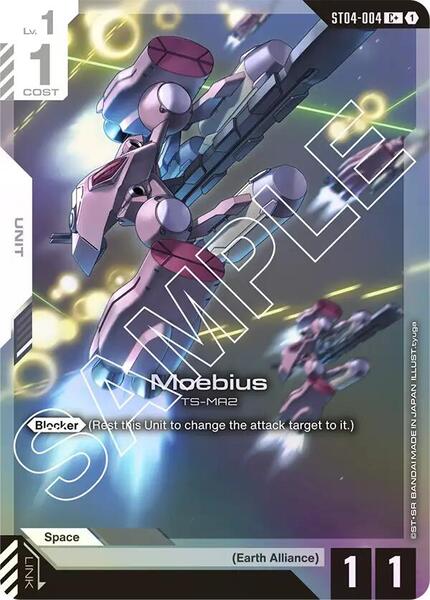 Lv. 1
1
COST
ST04-004 C+ 1
UNIT
SAMPLE
Moebius
TS-MA2
Blocker (Rest this Unit to change the attack target to it.)
©ST·SR BANDAI MADE IN JAPAN ILLUST.tyuga
Space
(Earth Alliance)
LINK
1 1